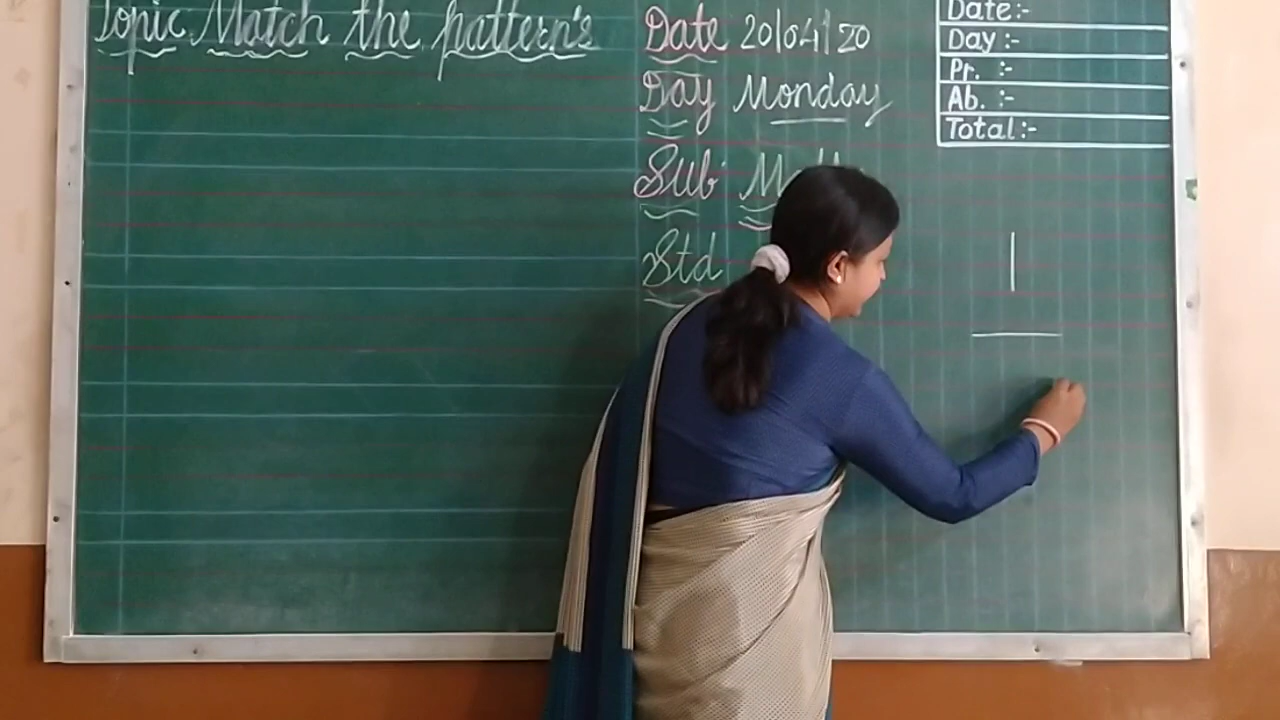 Topic Match the pattern's
Date 20/04/20
Day Monday
Sub
Std
Date:-
Day :-
Pr. :-
Ab. :-
Total:-